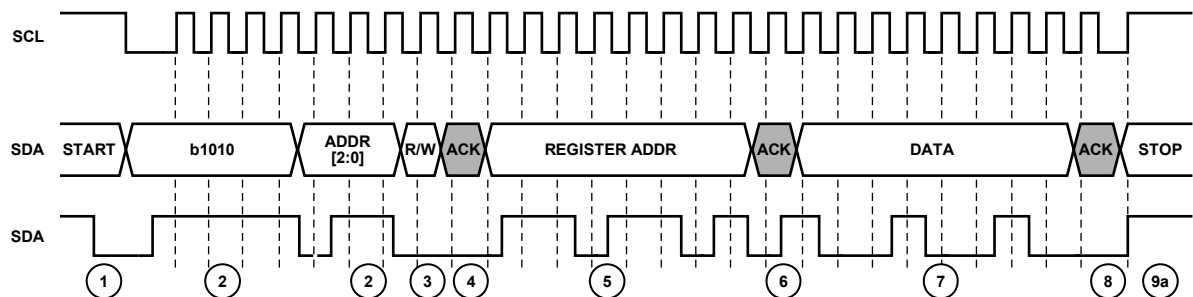 SCL
SDA START b1010 ADDR [2:0] R/W ACK REGISTER ADDR ACK DATA ACK STOP
SDA
1 2 2 3 4 5 6 7 8 9a